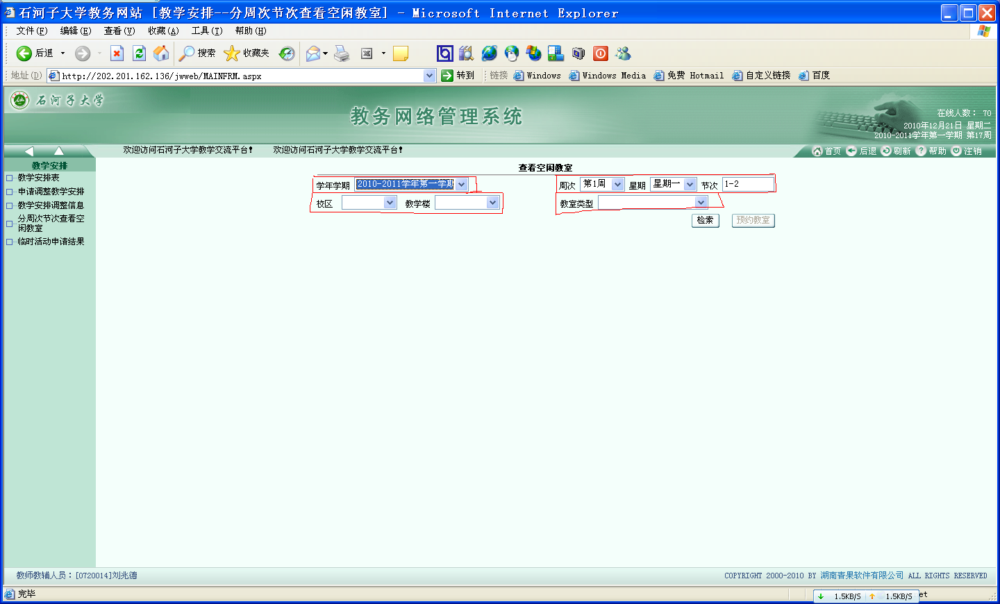 石河子大学教务网站 [教学安排--分周次节次查看空闲教室] - Microsoft Internet Explorer
文件(F) 编辑(E) 查看(V) 收藏(A) 工具(T) 帮助(H)
后退 搜索 收藏夹
地址(D) http://202.201.162.136/jwweb/MAINFRM.aspx 转到 链接 Windows Windows Media 免费 Hotmail 自定义链接 百度
石河子大学
教务网络管理系统
在线人数: 70
2010年12月21日 星期二
2010-2011学年第一学期 第17周
欢迎访问石河子大学教学交流平台! 欢迎访问石河子大学教学交流平台!
首页 后退 刷新 帮助 注销
教学安排
教学安排表
申请调整教学安排
教学安排调整信息
分周次节次查看空
闲教室
临时活动申请结果
查看空闲教室
学年学期 2010-2011学年第一学期 周次 第1周 星期 星期一 节次 1-2
校区 教学楼 教室类型
检索 预约教室
教师教辅人员:[0720014]刘兆德
COPYRIGHT 2000-2010 BY 湖南青果软件有限公司 ALL RIGHTS RESERVED
完毕
1.5KB/S 1.5KB/S et